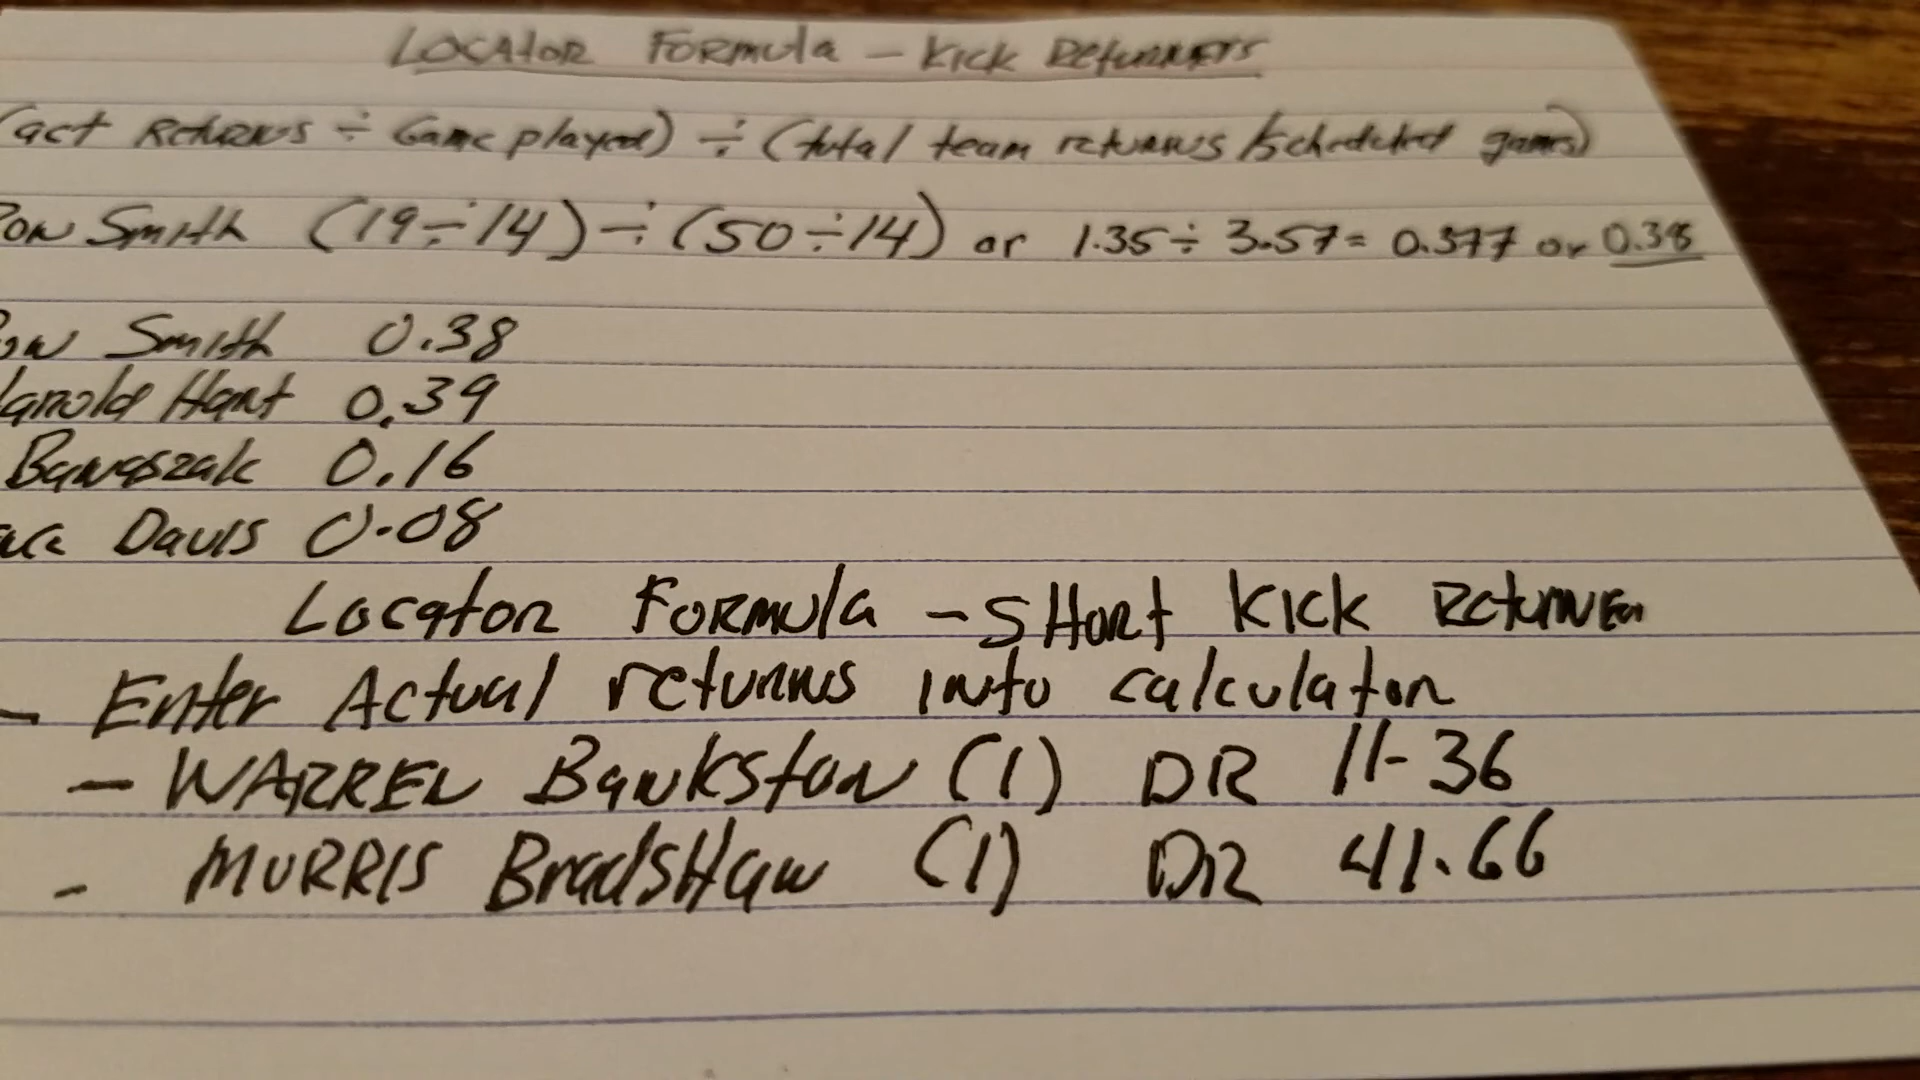 LOCATOR FORMULA - KICK RETURNERS
(act Returns ÷ Game played) ÷ (total team returns / scheduled games)
Ron Smith (19÷14) ÷ (50÷14) or 1.35 ÷ 3.57 = 0.377 or 0.38
Ron Smith 0.38
Harold Hart 0.39
Banaszak 0.16
Davis 0.08
Locator FORMULA - SHort KICK Returner
- Enter Actual returns into calculator
- WARREN Bankston (1) DR 11-36
- MORRIS BradsHaw (1) DR 41.66